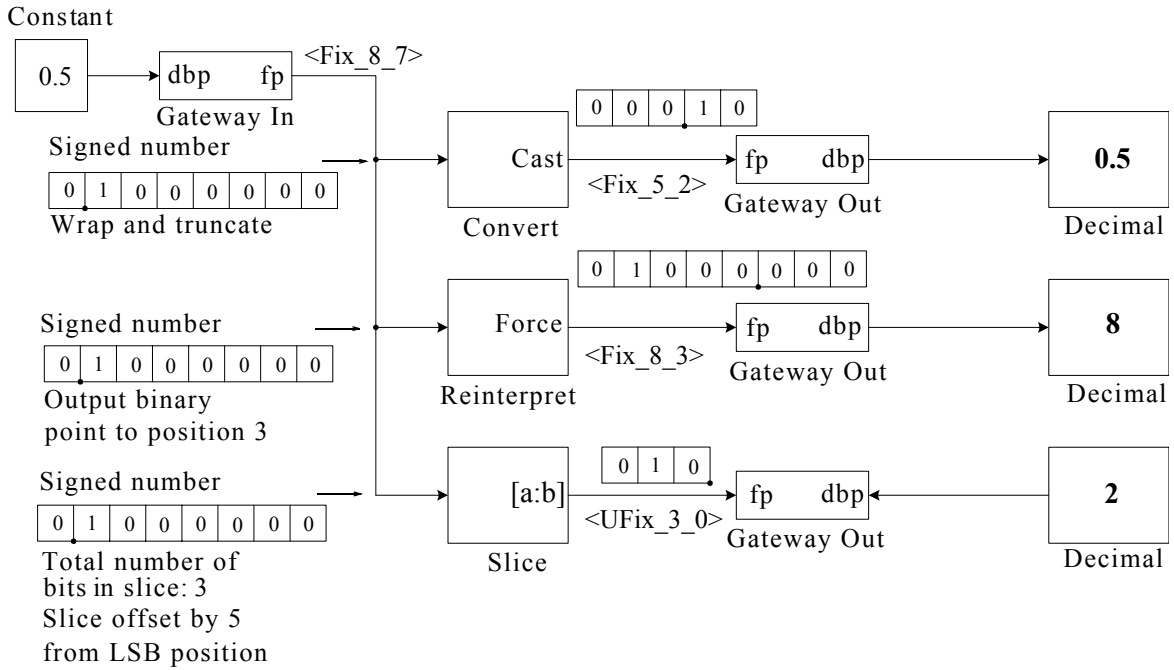 Constant
0.5
dbp fp
Gateway In
<Fix_8_7>
Signed number
0 1 0 0 0 0 0 0
Wrap and truncate
Cast
Convert
0 0 0 1 0
<Fix_5_2>
fp dbp
Gateway Out
0.5
Decimal
Signed number
0 1 0 0 0 0 0 0
Output binary
point to position 3
Force
Reinterpret
0 1 0 0 0 0 0 0
<Fix_8_3>
fp dbp
Gateway Out
8
Decimal
Signed number
0 1 0 0 0 0 0 0
Total number of
bits in slice: 3
Slice offset by 5
from LSB position
[a:b]
Slice
0 1 0
<UFix_3_0>
fp dbp
Gateway Out
2
Decimal